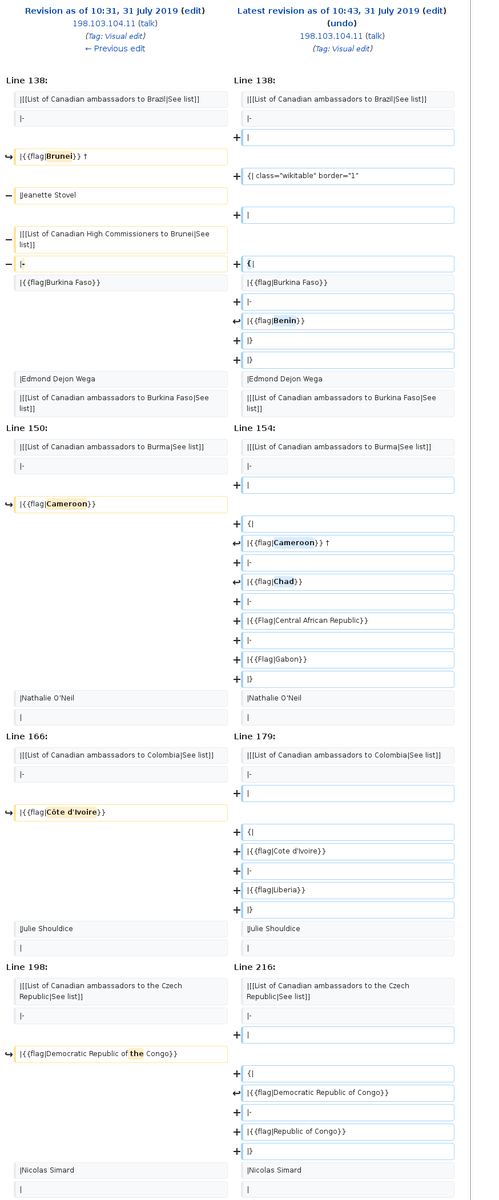 Revision as of 10:31, 31 July 2019 (edit)
198.103.104.11 (talk)
(Tag: Visual edit)
← Previous edit
Latest revision as of 10:43, 31 July 2019 (edit)
(undo)
198.103.104.11 (talk)
(Tag: Visual edit)
Line 138:
Line 138:
|[[List of Canadian ambassadors to Brazil|See list]]
|[[List of Canadian ambassadors to Brazil|See list]]
|-
|-
+ |
|{{flag|Brunei}} †
+ {| class="wikitable" border="1"
− |Jeanette Stovel
+ |
− |[[List of Canadian High Commissioners to Brunei|See
list]]
− |-
+ {|
|{{flag|Burkina Faso}}
|{{flag|Burkina Faso}}
+ |-
|{{flag|Benin}}
+ |}
+ |}
|Edmond Dejon Wega
|Edmond Dejon Wega
|[[List of Canadian ambassadors to Burkina Faso|See
list]]
|[[List of Canadian ambassadors to Burkina Faso|See
list]]
Line 150:
Line 154:
|[[List of Canadian ambassadors to Burma|See list]]
|[[List of Canadian ambassadors to Burma|See list]]
|-
|-
+ |
|{{flag|Cameroon}}
+ {|
|{{flag|Cameroon}} †
+ |-
|{{flag|Chad}}
+ |-
+ |{{Flag|Central African Republic}}
+ |-
+ |{{Flag|Gabon}}
+ |}
|Nathalie O'Neil
|Nathalie O'Neil
|
|
Line 166:
Line 179:
|[[List of Canadian ambassadors to Colombia|See list]]
|[[List of Canadian ambassadors to Colombia|See list]]
|-
|-
+ |
|{{flag|Côte d'Ivoire}}
+ {|
+ |{{flag|Cote d'Ivoire}}
+ |-
+ |{{flag|Liberia}}
+ |}
|Julie Shouldice
|Julie Shouldice
|
|
Line 198:
Line 216:
|[[List of Canadian ambassadors to the Czech
Republic|See list]]
|[[List of Canadian ambassadors to the Czech
Republic|See list]]
|-
|-
+ |
|{{flag|Democratic Republic of the Congo}}
+ {|
|{{flag|Democratic Republic of Congo}}
+ |-
+ |{{flag|Republic of Congo}}
+ |}
|Nicolas Simard
|Nicolas Simard
|
|